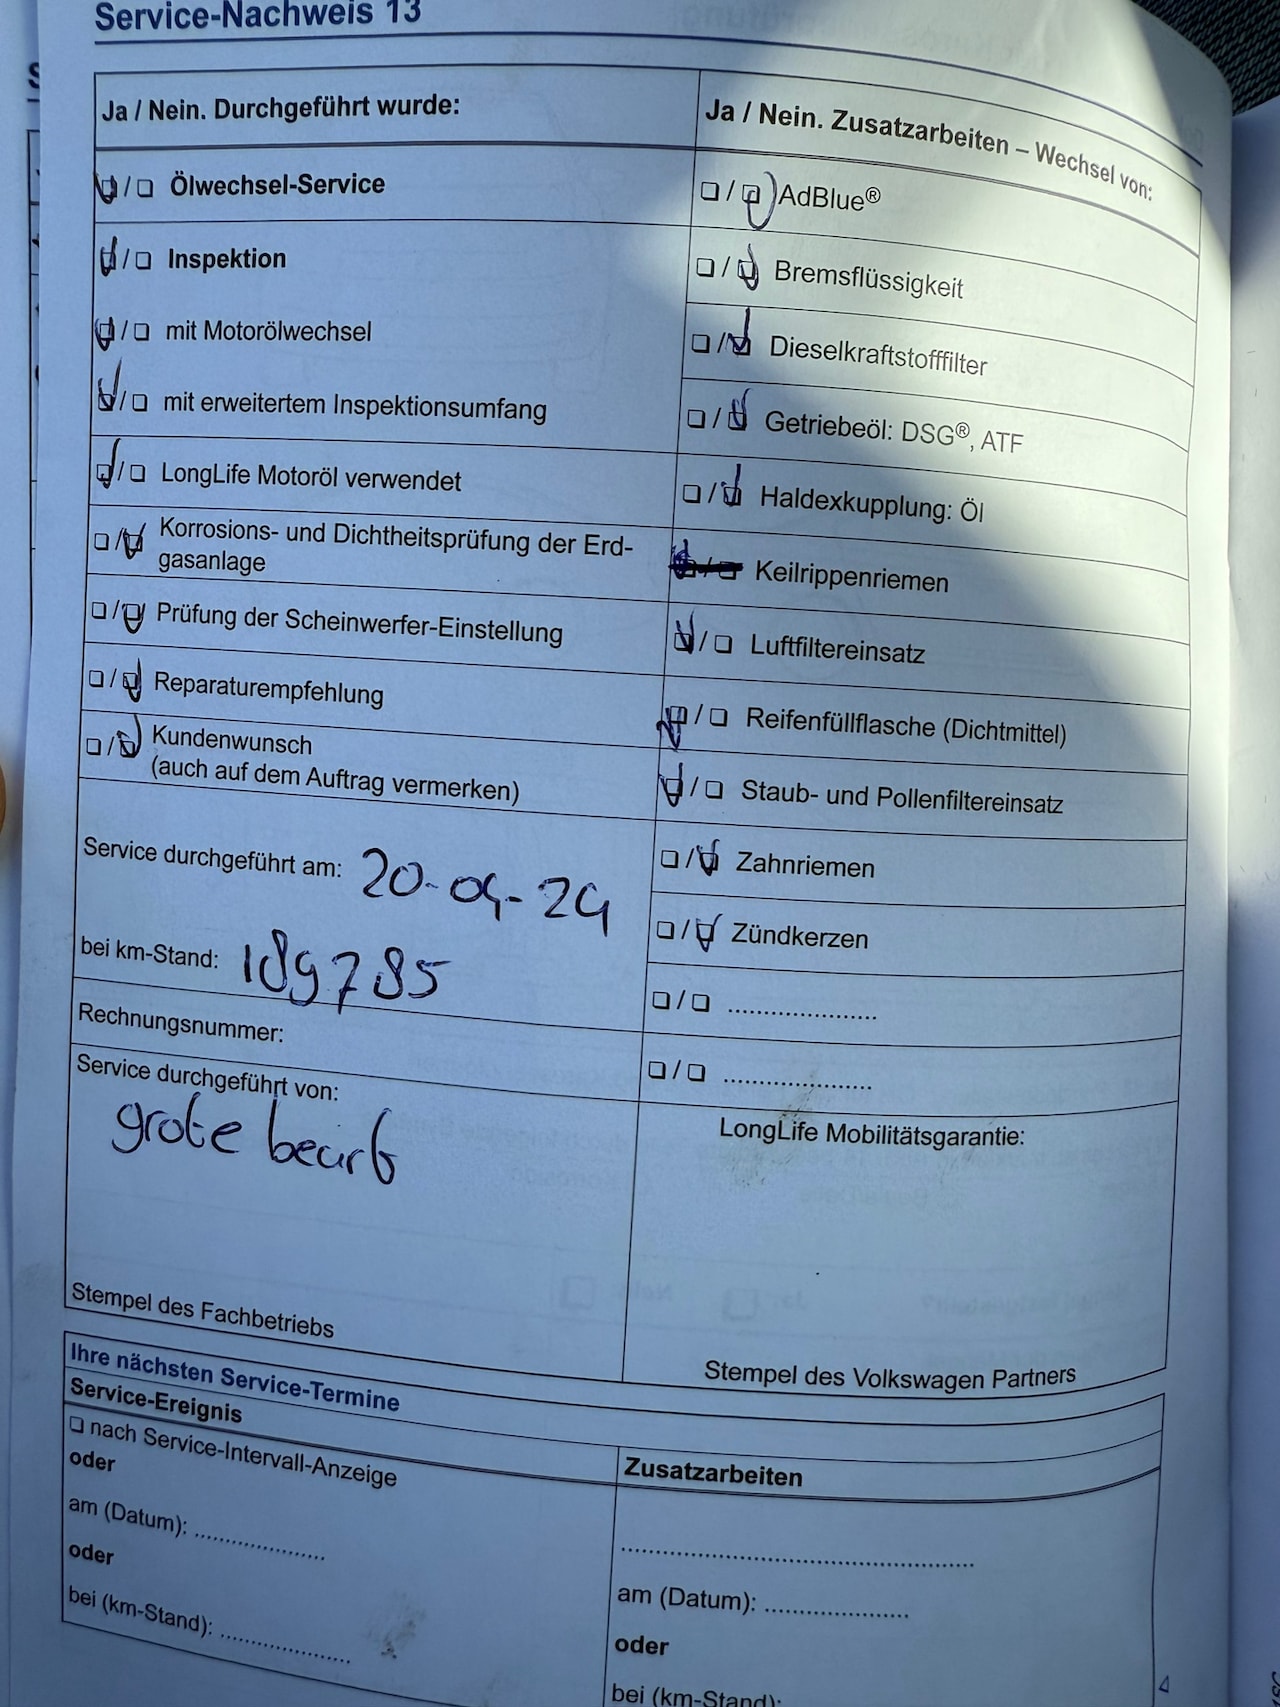 Service-Nachweis 13
Ja / Nein. Durchgeführt wurde:
☑/☐ Ölwechsel-Service
☑/☐ Inspektion
☑/☐ mit Motorölwechsel
☑/☐ mit erweitertem Inspektionsumfang
☑/☐ LongLife Motoröl verwendet
☐/☑ Korrosions- und Dichtheitsprüfung der Erd-
gasanlage
☐/☑ Prüfung der Scheinwerfer-Einstellung
☐/☑ Reparaturempfehlung
☐/☑ Kundenwunsch
(auch auf dem Auftrag vermerken)
Service durchgeführt am: 20-04-24
bei km-Stand: 189785
Rechnungsnummer:
Service durchgeführt von:
grote
Stempel des Fachbetriebs
Ja / Nein. Zusatzarbeiten – Wechsel von:
☐/☑ AdBlue®
☐/☑ Bremsflüssigkeit
☐/☑ Dieselkraftstofffilter
☐/☑ Getriebeöl: DSG®, ATF
☐/☑ Haldexkupplung: Öl
Keilrippenriemen
☑/☐ Luftfiltereinsatz
☑/☐ Reifenfüllflasche (Dichtmittel)
☑/☐ Staub- und Pollenfiltereinsatz
☐/☑ Zahnriemen
☐/☑ Zündkerzen
☐/☐ .....................
☐/☐ .....................
LongLife Mobilitätsgarantie:
Stempel des Volkswagen Partners
Ihre nächsten Service-Termine
Service-Ereignis
☐ nach Service-Intervall-Anzeige
oder
am (Datum): ....................
oder
bei (km-Stand): ....................
Zusatzarbeiten
..................................................
am (Datum): .....................
oder
bei (km-Stand):